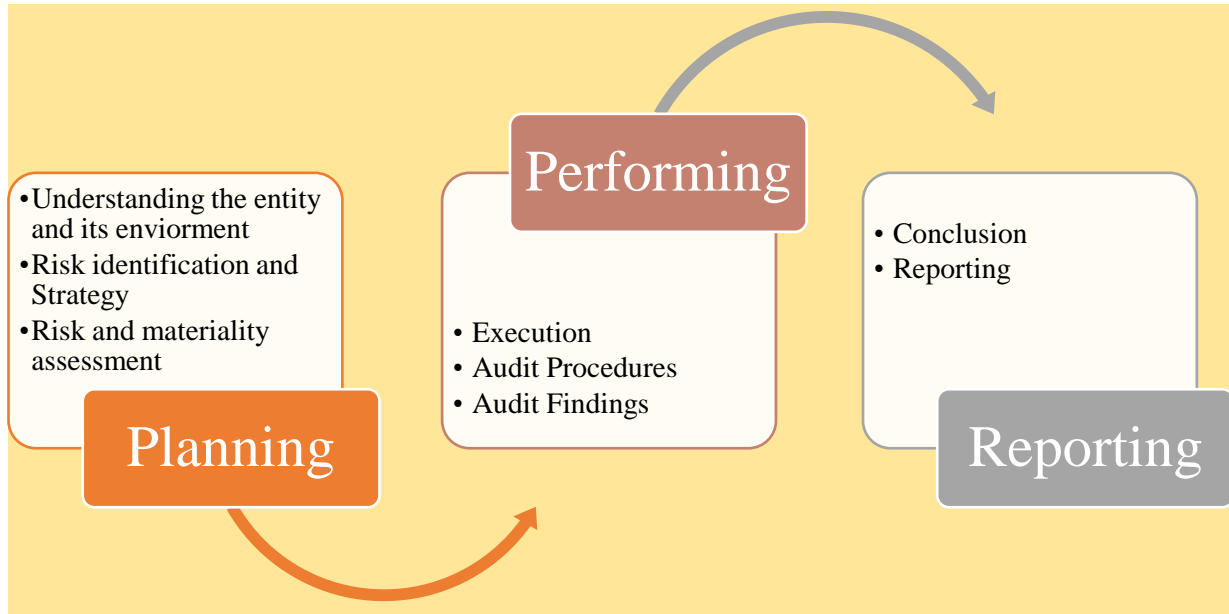 •Understanding the entity
and its enviorment
•Risk identification and
Strategy
•Risk and materiality
assessment
Planning
Performing
• Execution
• Audit Procedures
• Audit Findings
• Conclusion
• Reporting
Reporting